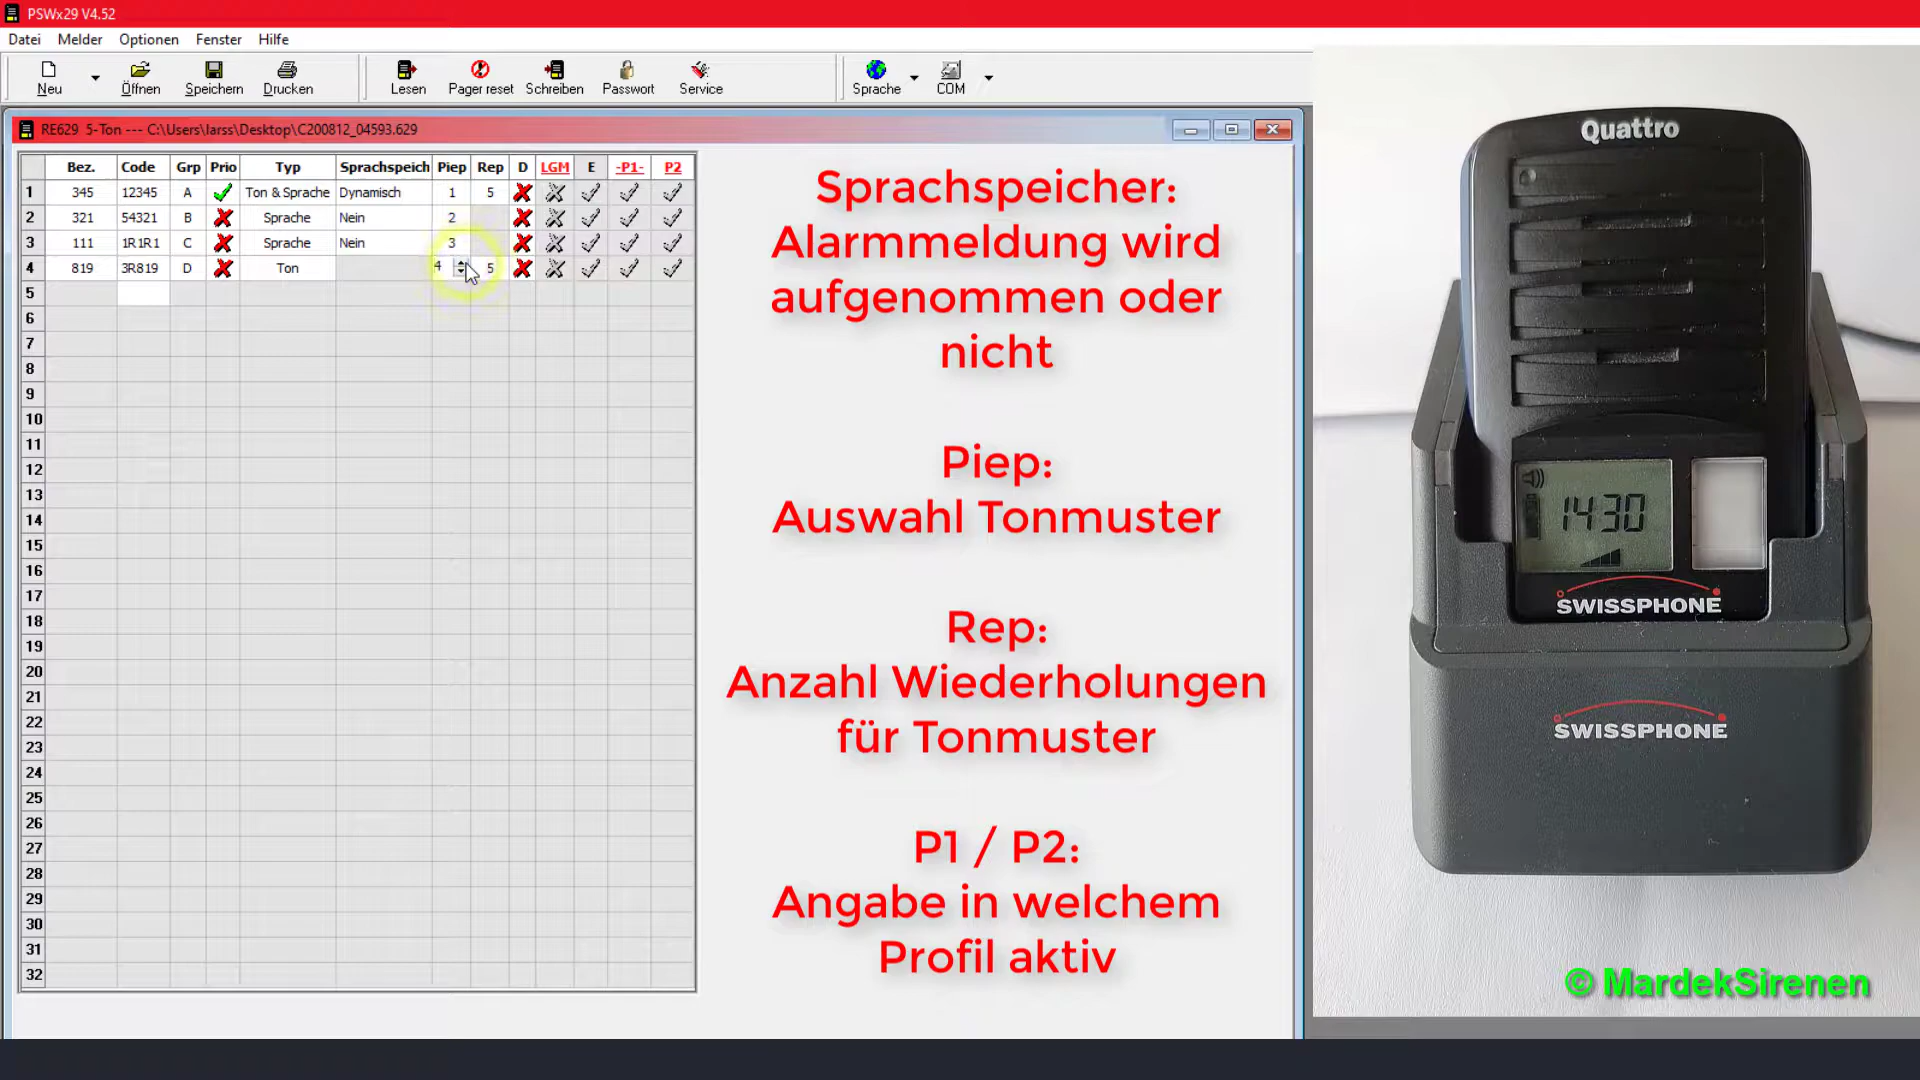 PSWx29 V4.52
Datei Melder Optionen Fenster Hilfe
Neu Öffnen Speichern Drucken Lesen Pager reset Schreiben Passwort Service Sprache COM
RE629 5-Ton --- C:\Users\larss\Desktop\C200812_04593.629
Bez. Code Grp Prio Typ Sprachspeich Piep Rep D LGM E -P1- P2
1 345 12345 A Ton & Sprache Dynamisch 1 5
2 321 54321 B Sprache Nein 2
3 111 1R1R1 C Sprache Nein 3
4 819 3R819 D Ton 4 5
5
6
7
8
9
10
11
12
13
14
15
16
17
18
19
20
21
22
23
24
25
26
27
28
29
30
31
32
Sprachspeicher:
Alarmmeldung wird
aufgenommen oder
nicht
Piep:
Auswahl Tonmuster
Rep:
Anzahl Wiederholungen
für Tonmuster
P1 / P2:
Angabe in welchem
Profil aktiv
Quattro
1430
SWISSPHONE
SWISSPHONE
© MardekSirenen